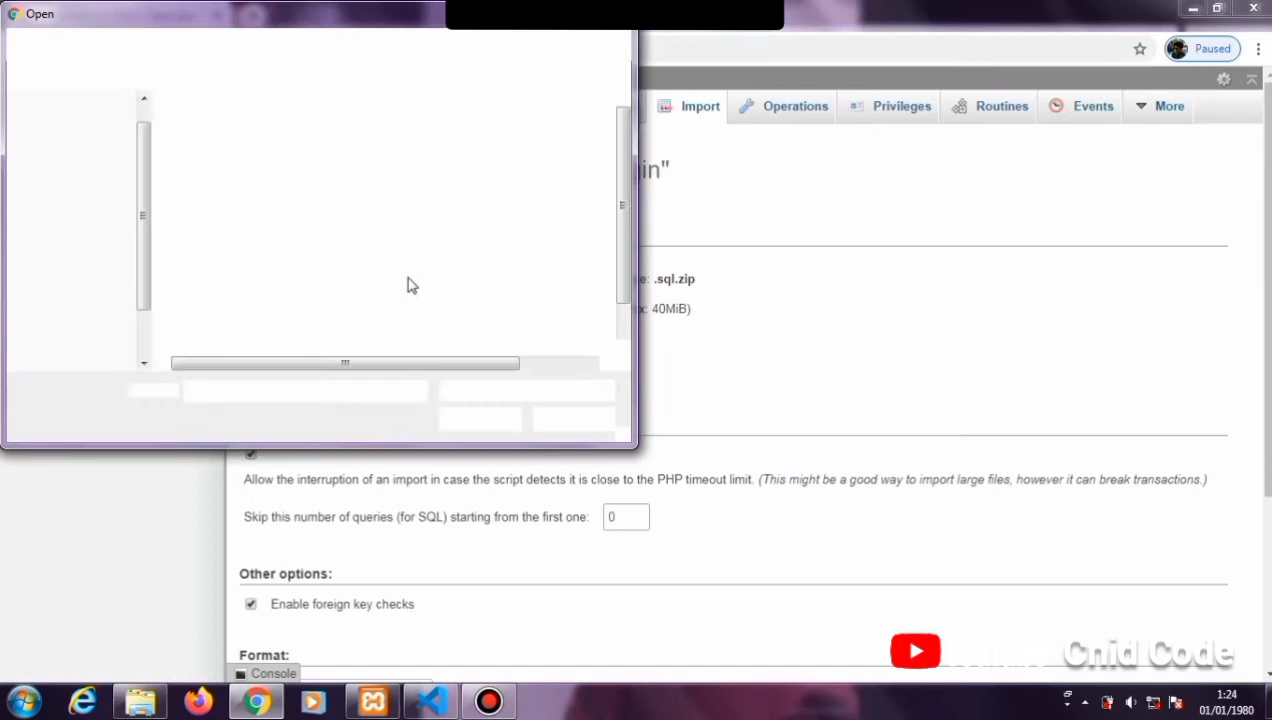 Open
Paused
Import Operations Privileges Routines Events More
in"
e: .sql.zip
x: 40MiB)
Allow the interruption of an import in case the script detects it is close to the PHP timeout limit. (This might be a good way to import large files, however it can break transactions.)
Skip this number of queries (for SQL) starting from the first one: 0
Other options:
Enable foreign key checks
Format:
Cnid Code
Console
1:24
01/01/1980